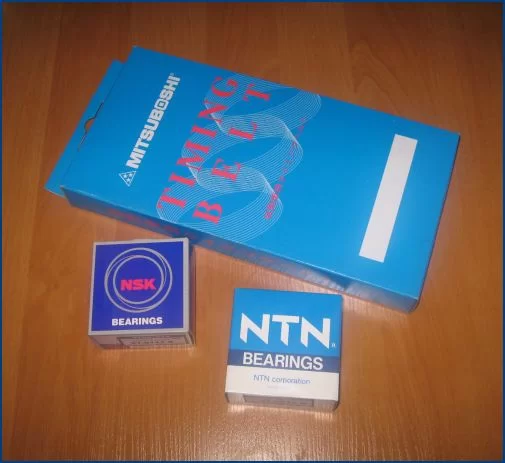 MITSUBOSHI
TIMING
BELT
NSK
BEARINGS
NTN
BEARINGS
NTN corporation